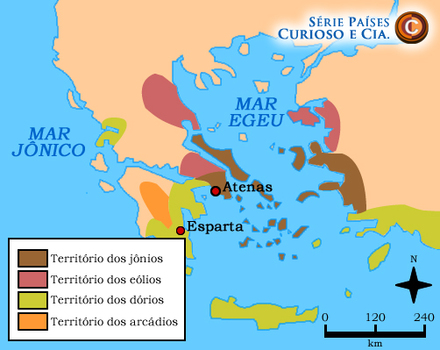 SÉRIE PAÍSES
CURIOSO E CIA.
C
MAR
EGEU
MAR
JÔNICO
Atenas
Esparta
Território dos jônios
Território dos eólios
Território dos dórios
Território dos arcádios
N
0 120 240
km